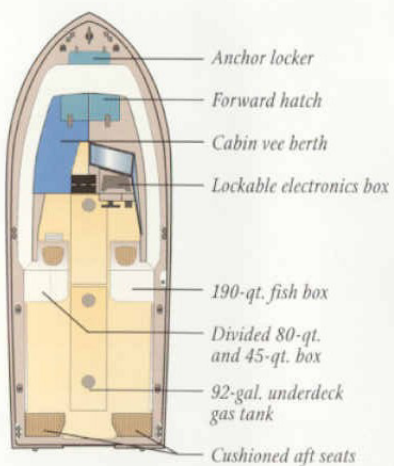 Anchor locker
Forward hatch
Cabin vee berth
Lockable electronics box
190-qt. fish box
Divided 80-qt.
and 45-qt. box
92-gal. underdeck
gas tank
Cushioned aft seats